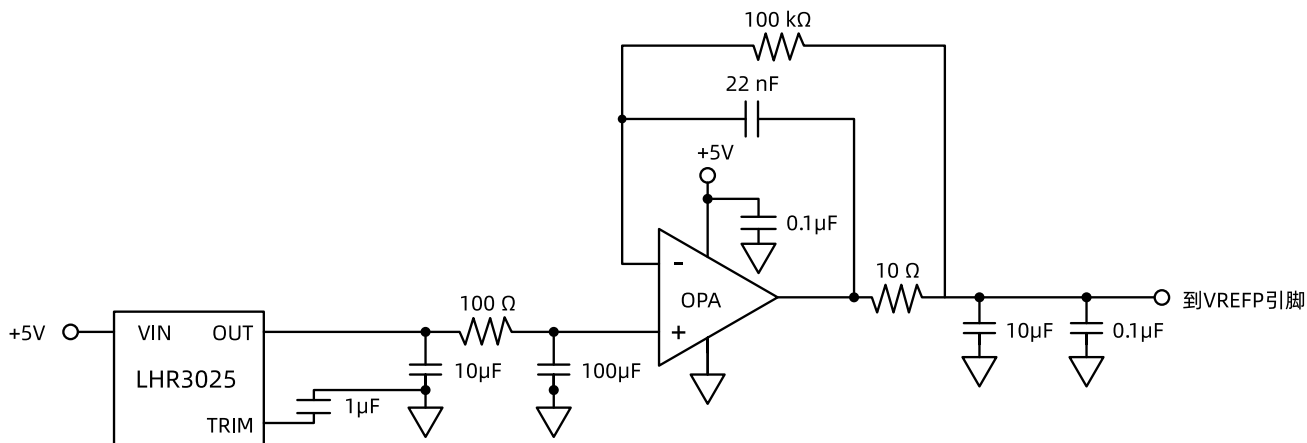 100 kΩ
22 nF
+5V
0.1µF
-
OPA
+
10 Ω
到VREFP引脚
10µF
0.1µF
100 Ω
+5V
VIN
OUT
LHR3025
TRIM
1µF
10µF
100µF